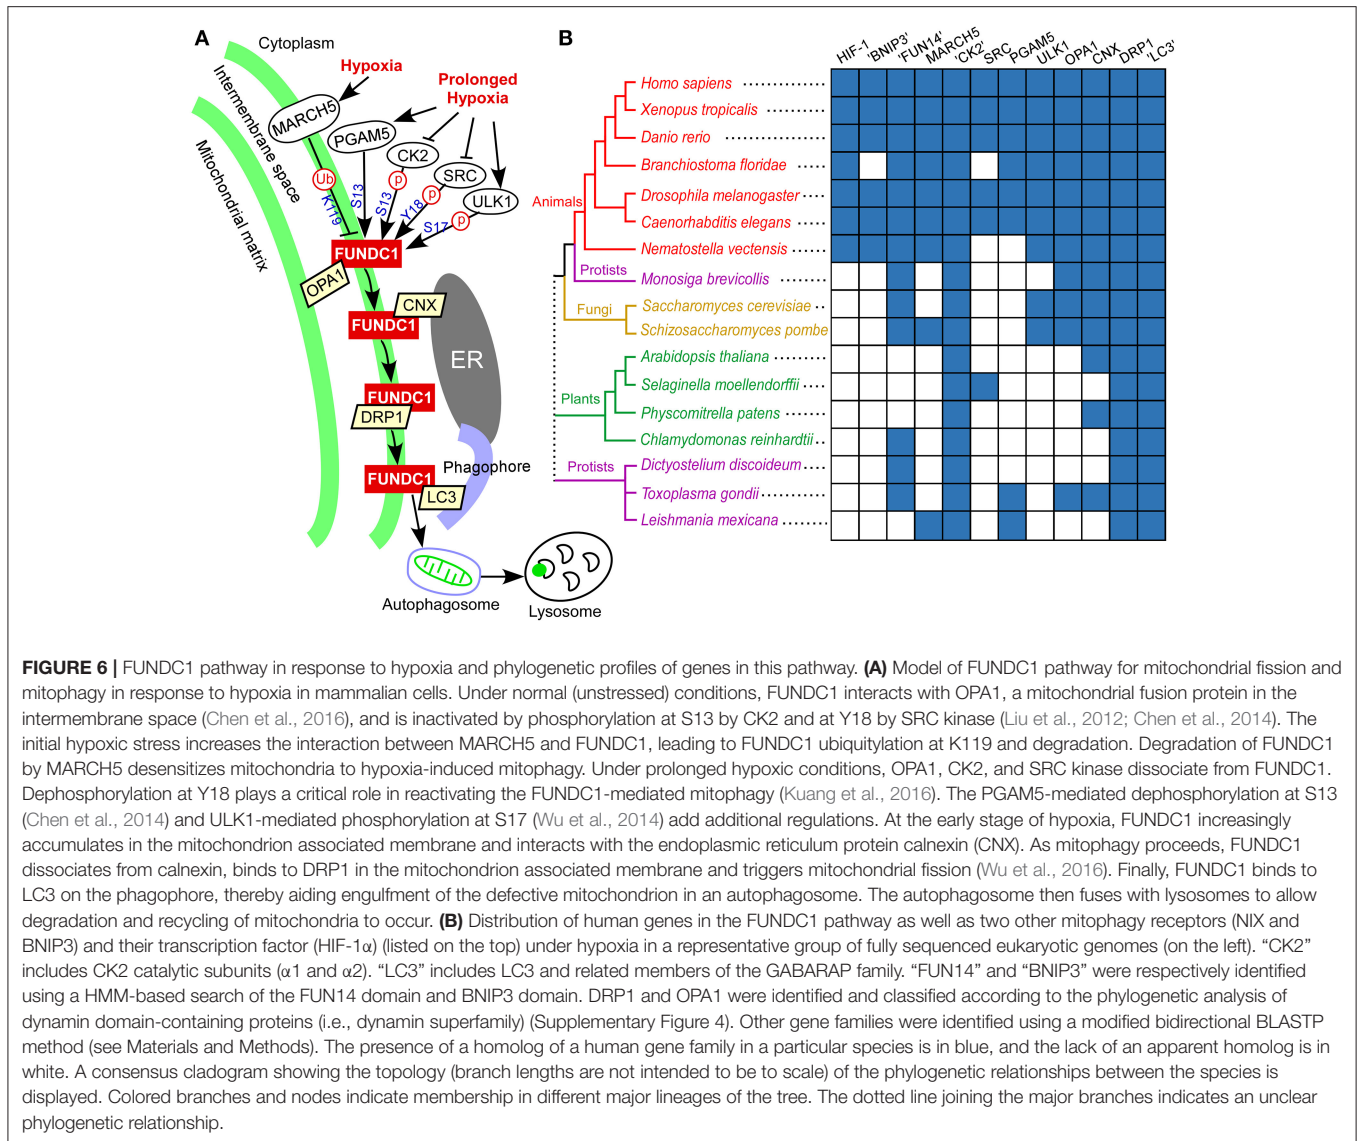 A
Cytoplasm
Intermembrane space
Mitochondrial matrix
Hypoxia
Prolonged
Hypoxia
MARCH5
PGAM5
CK2
SRC
ULK1
Ub
K119
S13
p
S13
p
Y18
p
S17
FUNDC1
OPA1
CNX
FUNDC1
ER
FUNDC1
DRP1
Phagophore
FUNDC1
LC3
Autophagosome
Lysosome
B
HIF-1
'BNIP3'
'FUN14'
MARCH5
'CK2'
SRC
PGAM5
ULK1
OPA1
CNX
DRP1
'LC3'
Homo sapiens
Xenopus tropicalis
Danio rerio
Branchiostoma floridae
Animals
Drosophila melanogaster
Caenorhabditis elegans
Nematostella vectensis
Protists
Monosiga brevicollis
Fungi
Saccharomyces cerevisiae
Schizosaccharomyces pombe
Arabidopsis thaliana
Selaginella moellendorffii
Plants
Physcomitrella patens
Chlamydomonas reinhardtii
Protists
Dictyostelium discoideum
Toxoplasma gondii
Leishmania mexicana
FIGURE 6 | FUNDC1 pathway in response to hypoxia and phylogenetic profiles of genes in this pathway. (A) Model of FUNDC1 pathway for mitochondrial fission and
mitophagy in response to hypoxia in mammalian cells. Under normal (unstressed) conditions, FUNDC1 interacts with OPA1, a mitochondrial fusion protein in the
intermembrane space (Chen et al., 2016), and is inactivated by phosphorylation at S13 by CK2 and at Y18 by SRC kinase (Liu et al., 2012; Chen et al., 2014). The
initial hypoxic stress increases the interaction between MARCH5 and FUNDC1, leading to FUNDC1 ubiquitylation at K119 and degradation. Degradation of FUNDC1
by MARCH5 desensitizes mitochondria to hypoxia-induced mitophagy. Under prolonged hypoxic conditions, OPA1, CK2, and SRC kinase dissociate from FUNDC1.
Dephosphorylation at Y18 plays a critical role in reactivating the FUNDC1-mediated mitophagy (Kuang et al., 2016). The PGAM5-mediated dephosphorylation at S13
(Chen et al., 2014) and ULK1-mediated phosphorylation at S17 (Wu et al., 2014) add additional regulations. At the early stage of hypoxia, FUNDC1 increasingly
accumulates in the mitochondrion associated membrane and interacts with the endoplasmic reticulum protein calnexin (CNX). As mitophagy proceeds, FUNDC1
dissociates from calnexin, binds to DRP1 in the mitochondrion associated membrane and triggers mitochondrial fission (Wu et al., 2016). Finally, FUNDC1 binds to
LC3 on the phagophore, thereby aiding engulfment of the defective mitochondrion in an autophagosome. The autophagosome then fuses with lysosomes to allow
degradation and recycling of mitochondria to occur. (B) Distribution of human genes in the FUNDC1 pathway as well as two other mitophagy receptors (NIX and
BNIP3) and their transcription factor (HIF-1α) (listed on the top) under hypoxia in a representative group of fully sequenced eukaryotic genomes (on the left). “CK2”
includes CK2 catalytic subunits (α1 and α2). “LC3” includes LC3 and related members of the GABARAP family. “FUN14” and “BNIP3” were respectively identified
using a HMM-based search of the FUN14 domain and BNIP3 domain. DRP1 and OPA1 were identified and classified according to the phylogenetic analysis of
dynamin domain-containing proteins (i.e., dynamin superfamily) (Supplementary Figure 4). Other gene families were identified using a modified bidirectional BLASTP
method (see Materials and Methods). The presence of a homolog of a human gene family in a particular species is in blue, and the lack of an apparent homolog is in
white. A consensus cladogram showing the topology (branch lengths are not intended to be to scale) of the phylogenetic relationships between the species is
displayed. Colored branches and nodes indicate membership in different major lineages of the tree. The dotted line joining the major branches indicates an unclear
phylogenetic relationship.